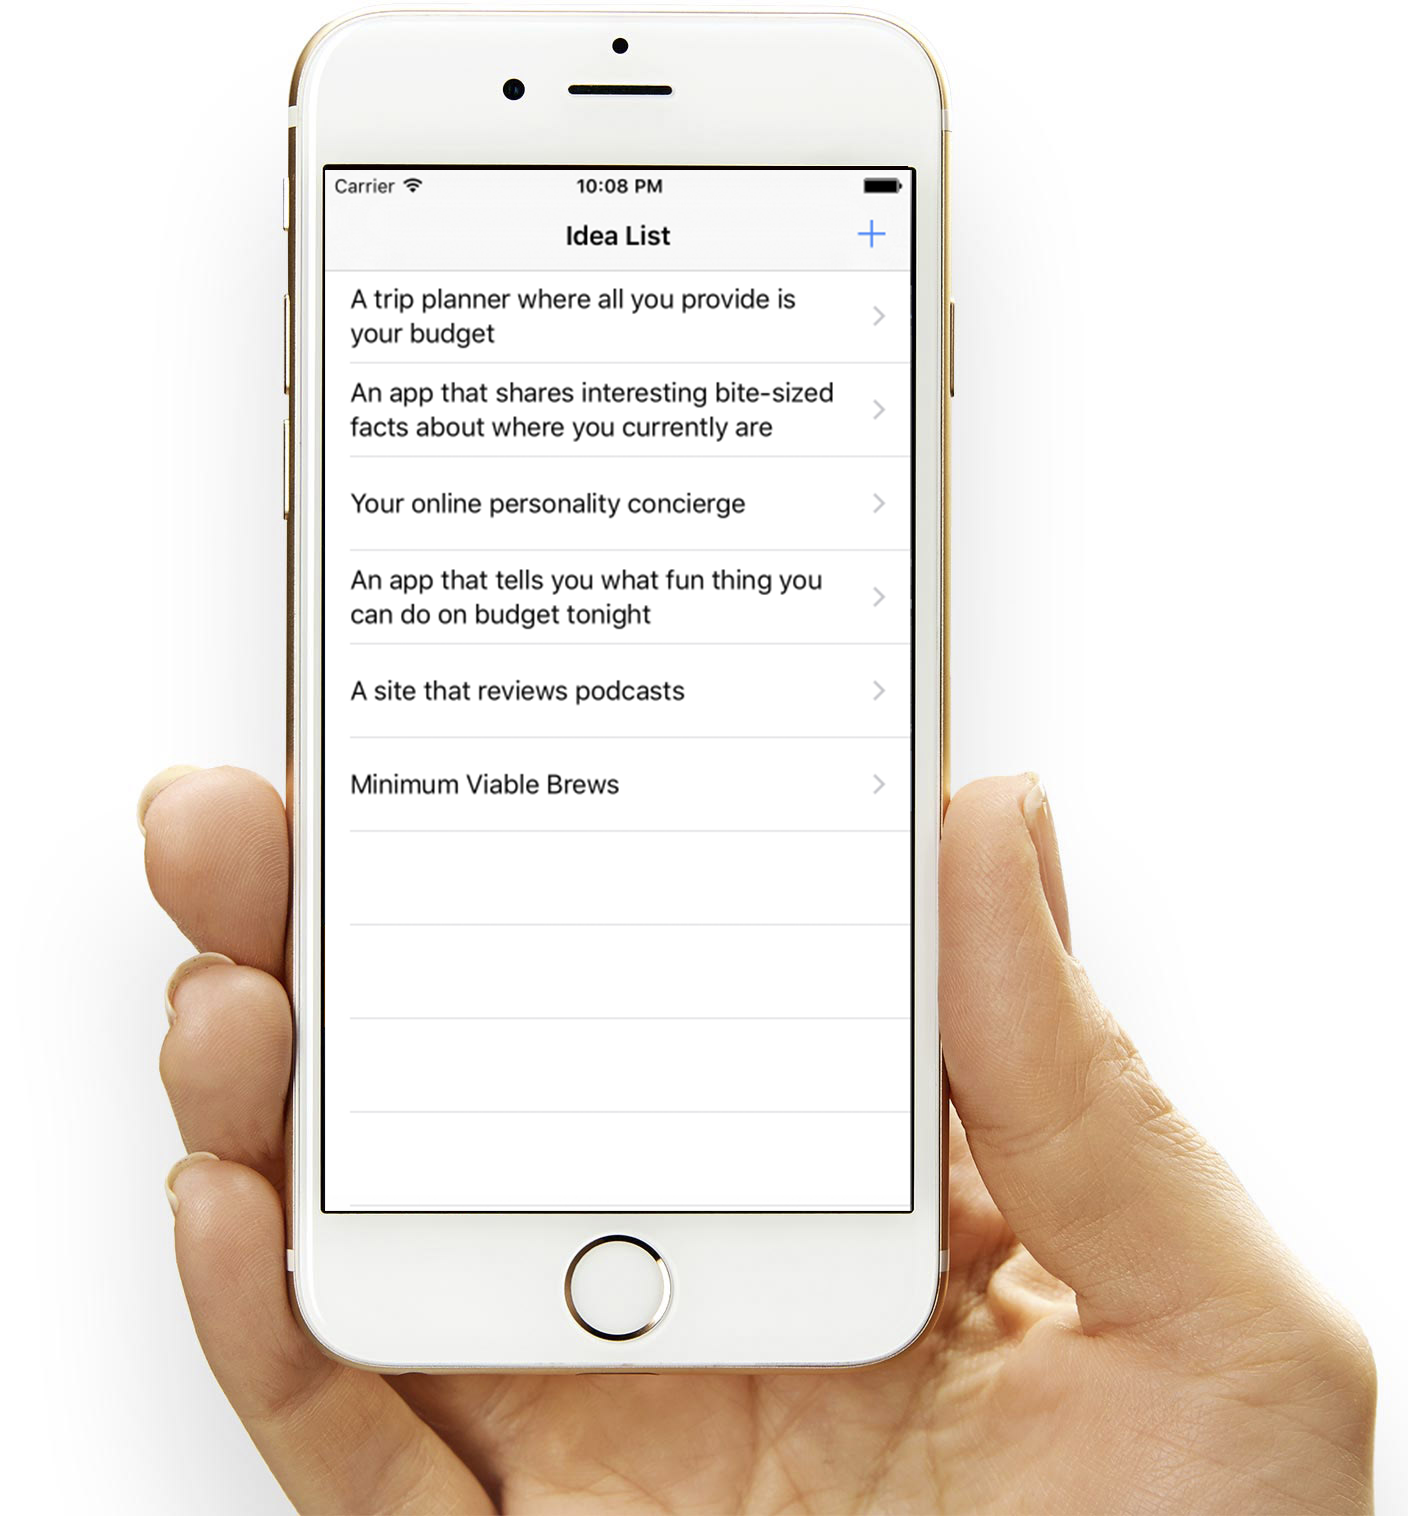 Carrier
10:08 PM
Idea List
A trip planner where all you provide is
your budget
An app that shares interesting bite-sized
facts about where you currently are
Your online personality concierge
An app that tells you what fun thing you
can do on budget tonight
A site that reviews podcasts
Minimum Viable Brews